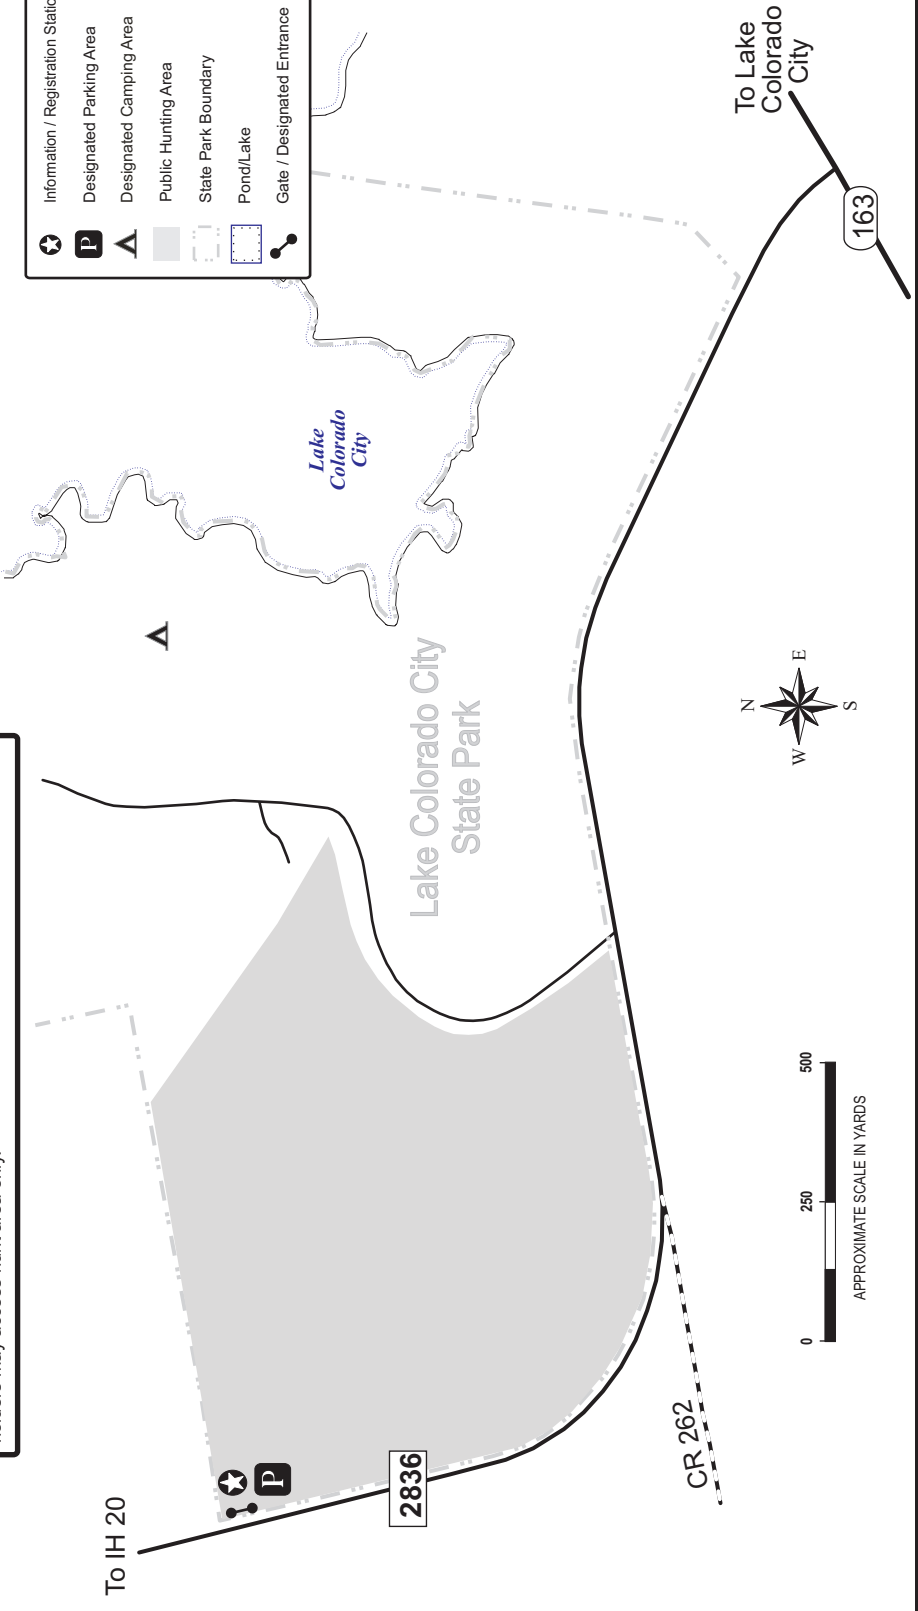 Information / Registration Station
Designated Parking Area
Designated Camping Area
Public Hunting Area
State Park Boundary
Pond/Lake
Gate / Designated Entrance
P
To Lake
Colorado
City
163
Lake
Colorado
City
Lake Colorado City
State Park
N
W
E
S
To IH 20
P
2836
CR 262
0
250
500
APPROXIMATE SCALE IN YARDS